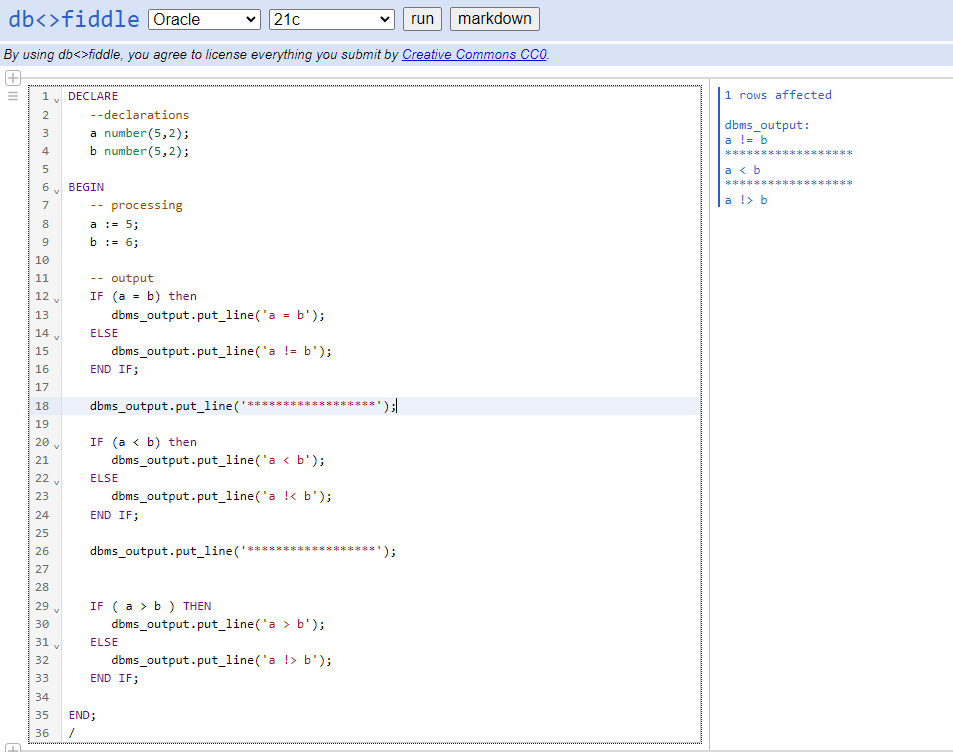 db<>fiddle Oracle 21c run markdown
By using db<>fiddle, you agree to license everything you submit by Creative Commons CC0.
1 DECLARE
2 --declarations
3 a number(5,2);
4 b number(5,2);
5
6 BEGIN
7 -- processing
8 a := 5;
9 b := 6;
10
11 -- output
12 IF (a = b) then
13 dbms_output.put_line('a = b');
14 ELSE
15 dbms_output.put_line('a != b');
16 END IF;
17
18 dbms_output.put_line('******************');
19
20 IF (a < b) then
21 dbms_output.put_line('a < b');
22 ELSE
23 dbms_output.put_line('a !< b');
24 END IF;
25
26 dbms_output.put_line('******************');
27
28
29 IF ( a > b ) THEN
30 dbms_output.put_line('a > b');
31 ELSE
32 dbms_output.put_line('a !> b');
33 END IF;
34
35 END;
36 /
1 rows affected
dbms_output:
a != b
******************
a < b
******************
a !> b